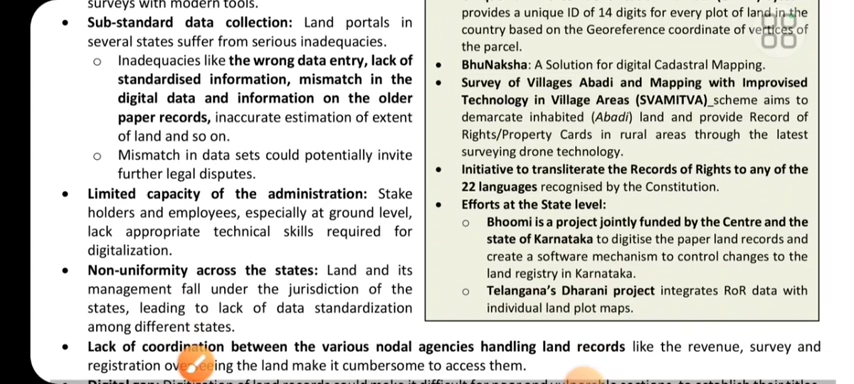 surveys with modern tools.
• Sub-standard data collection: Land portals in
several states suffer from serious inadequacies.
o Inadequacies like the wrong data entry, lack of
standardised information, mismatch in the
digital data and information on the older
paper records, inaccurate estimation of extent
of land and so on.
o Mismatch in data sets could potentially invite
further legal disputes.
• Limited capacity of the administration: Stake
holders and employees, especially at ground level,
lack appropriate technical skills required for
digitalization.
• Non-uniformity across the states: Land and its
management fall under the jurisdiction of the
states, leading to lack of data standardization
among different states.
provides a unique ID of 14 digits for every plot of land in the
country based on the Georeference coordinate of vertices of
the parcel.
• BhuNaksha: A Solution for digital Cadastral Mapping.
• Survey of Villages Abadi and Mapping with Improvised
Technology in Village Areas (SVAMITVA) scheme aims to
demarcate inhabited (Abadi) land and provide Record of
Rights/Property Cards in rural areas through the latest
surveying drone technology.
• Initiative to transliterate the Records of Rights to any of the
22 languages recognised by the Constitution.
• Efforts at the State level:
o Bhoomi is a project jointly funded by the Centre and the
state of Karnataka to digitise the paper land records and
create a software mechanism to control changes to the
land registry in Karnataka.
o Telangana's Dharani project integrates RoR data with
individual land plot maps.
• Lack of coordination between the various nodal agencies handling land records like the revenue, survey and
registration overseeing the land make it cumbersome to access them.